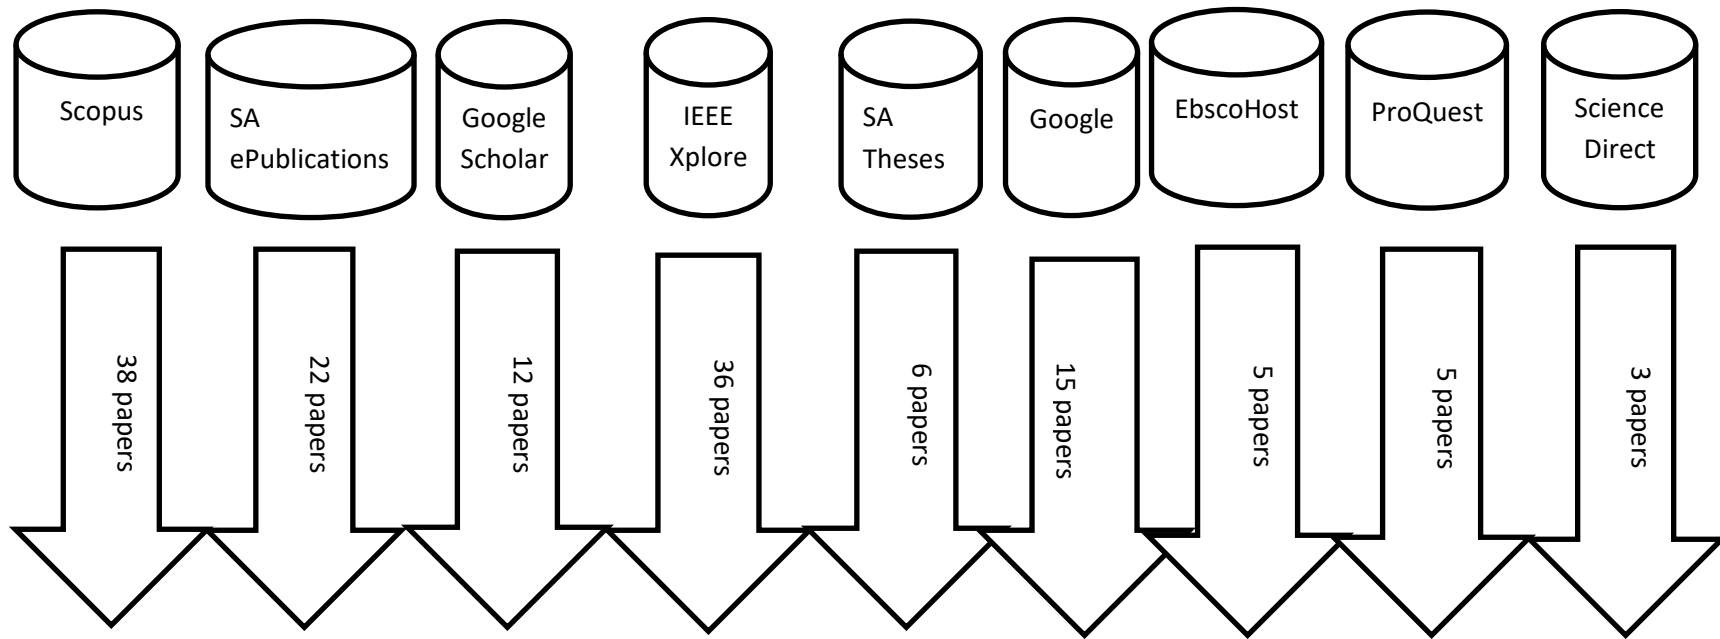 Scopus
SA
ePublications
Google
Scholar
IEEE
Xplore
SA
Theses
Google
EbscoHost
ProQuest
Science
Direct
38 papers
22 papers
12 papers
36 papers
6 papers
15 papers
5 papers
5 papers
3 papers